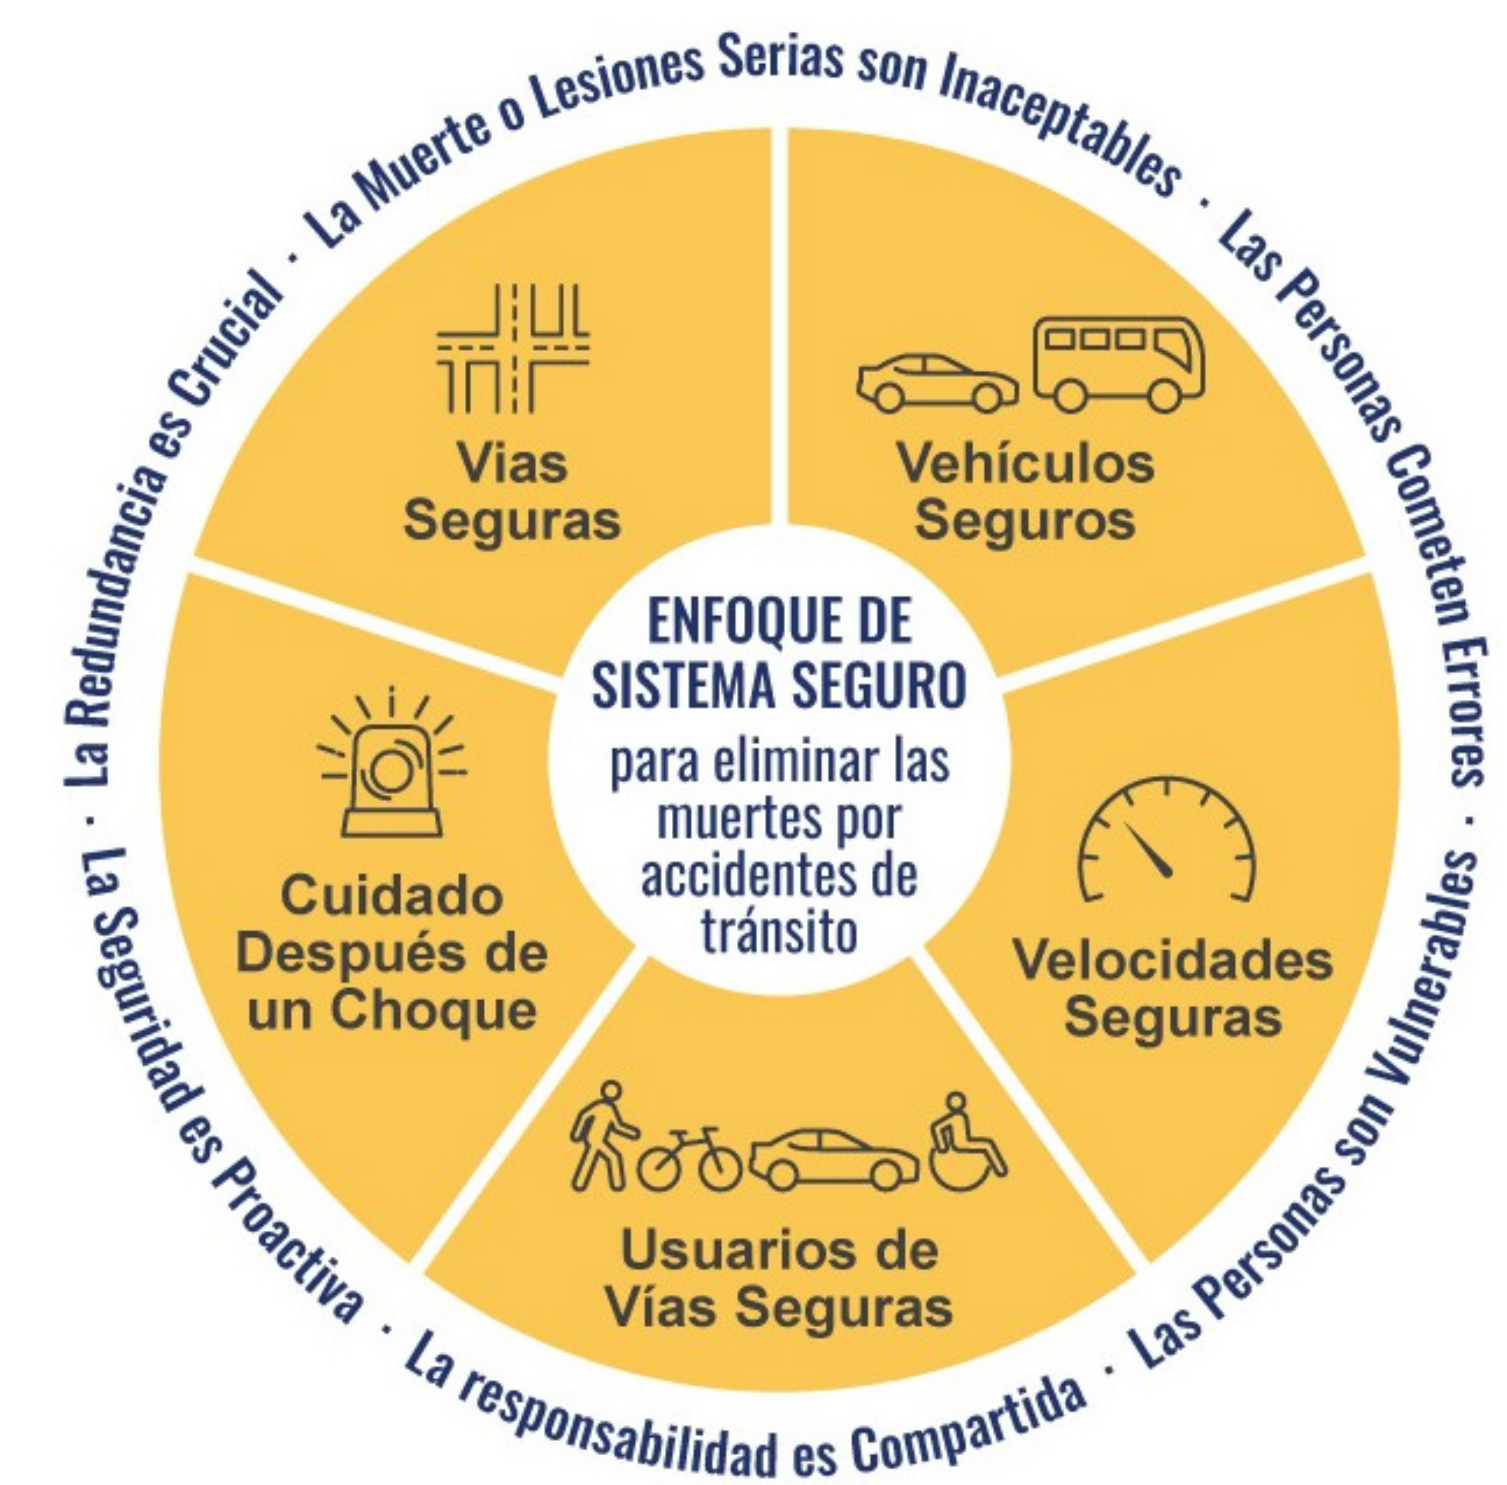 La Muerte o Lesiones Serias son Inaceptables ·
Las Personas Cometen Errores ·
Las Personas son Vulnerables ·
La responsabilidad es Compartida ·
La Seguridad es Proactiva ·
La Redundancia es Crucial ·
Vias
Seguras
Vehículos
Seguros
ENFOQUE DE
SISTEMA SEGURO
para eliminar las
muertes por
accidentes de
tránsito
Cuidado
Después de
un Choque
Velocidades
Seguras
Usuarios de
Vías Seguras